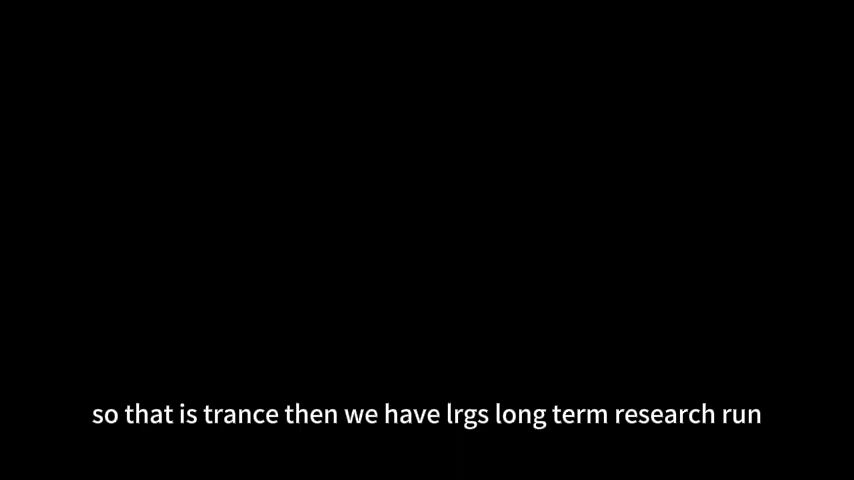 so that is trance then we have lrgs long term research run